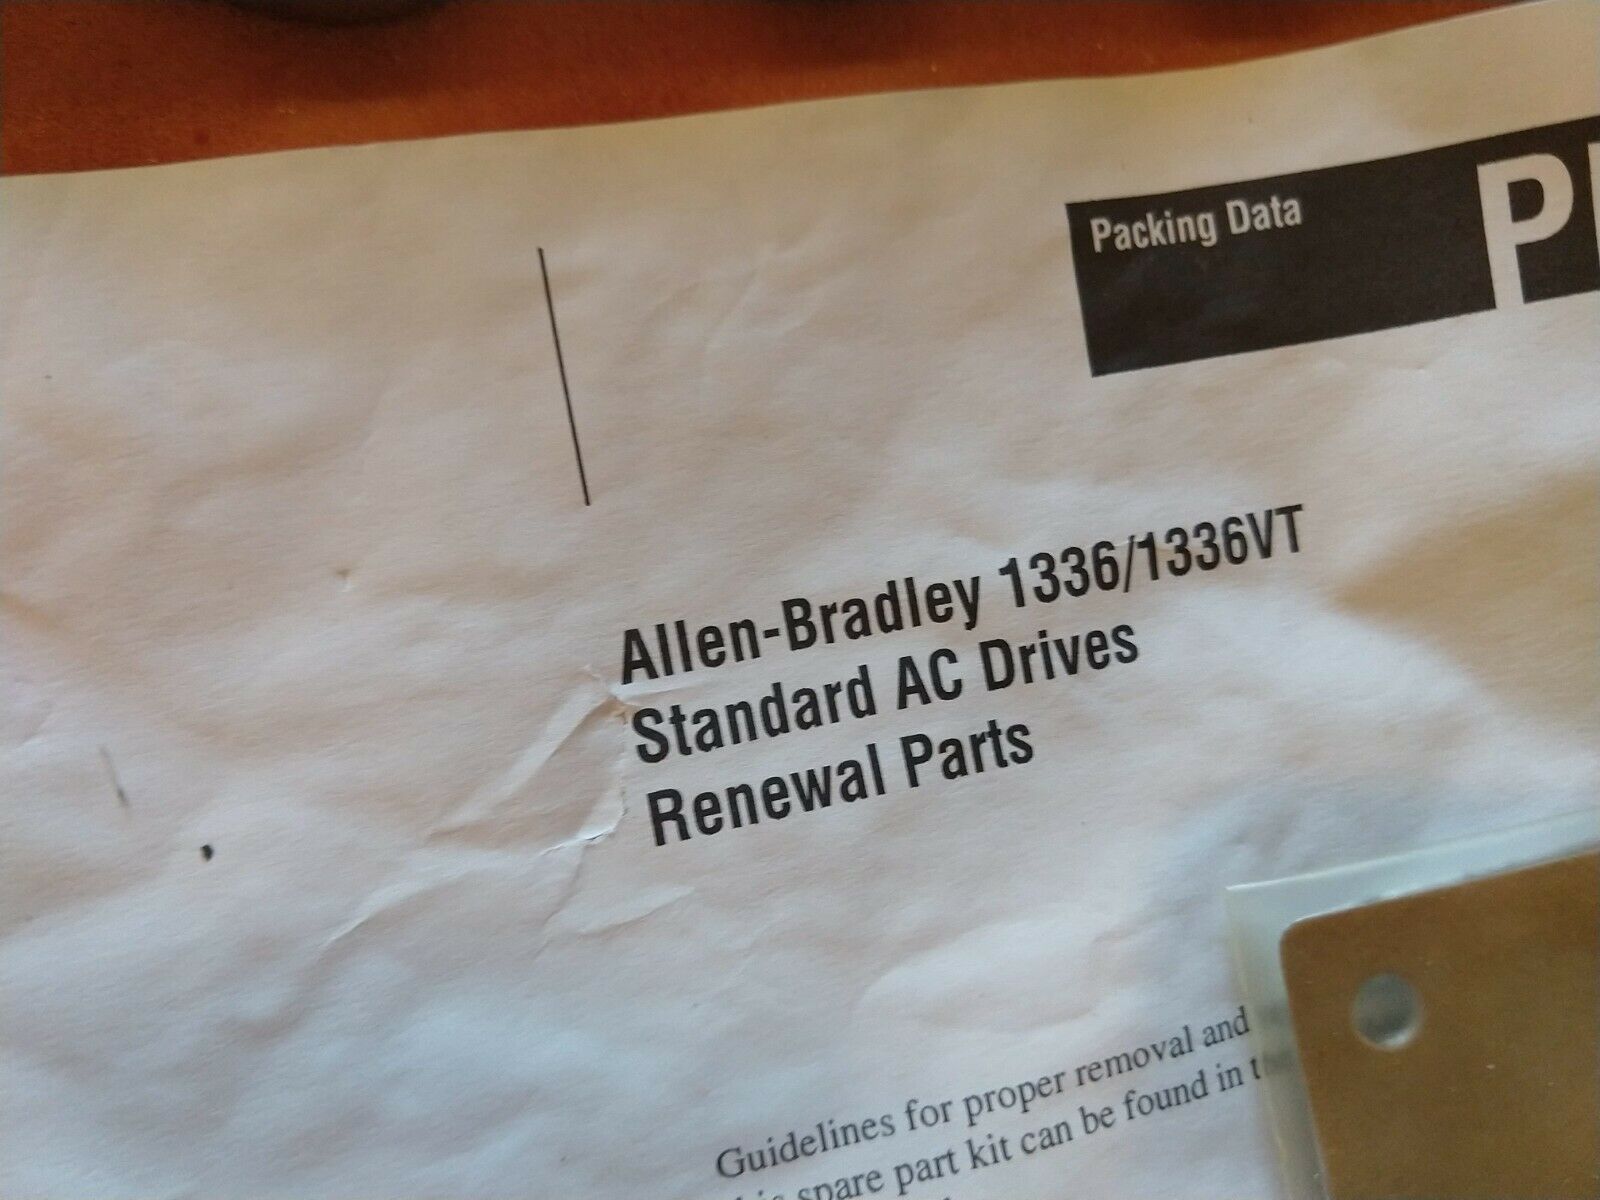 Packing Data
Allen-Bradley 1336/1336VT
Standard AC Drives
Renewal Parts
Guidelines for proper removal and
spare part kit can be found in